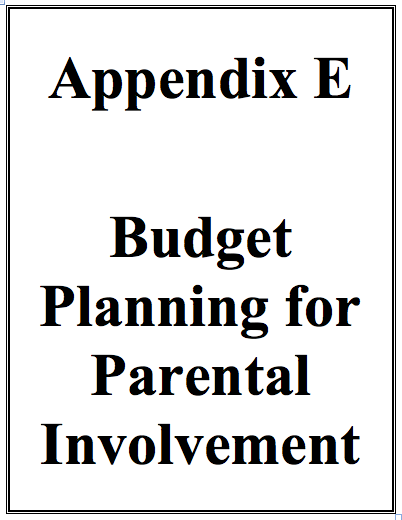 Appendix E
Budget
Planning for
Parental
Involvement